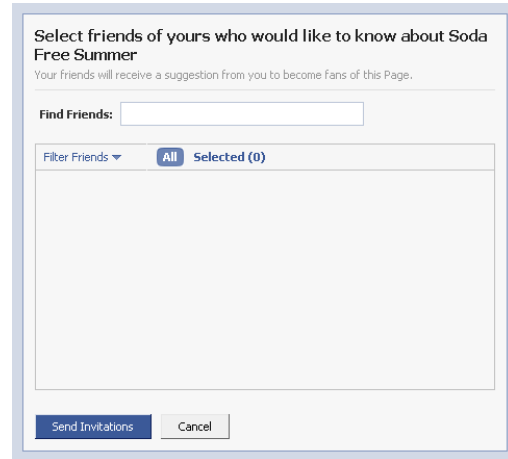 Select friends of yours who would like to know about Soda
Free Summer
Your friends will receive a suggestion from you to become fans of this Page.
Find Friends:
Filter Friends All Selected (0)
Send Invitations Cancel